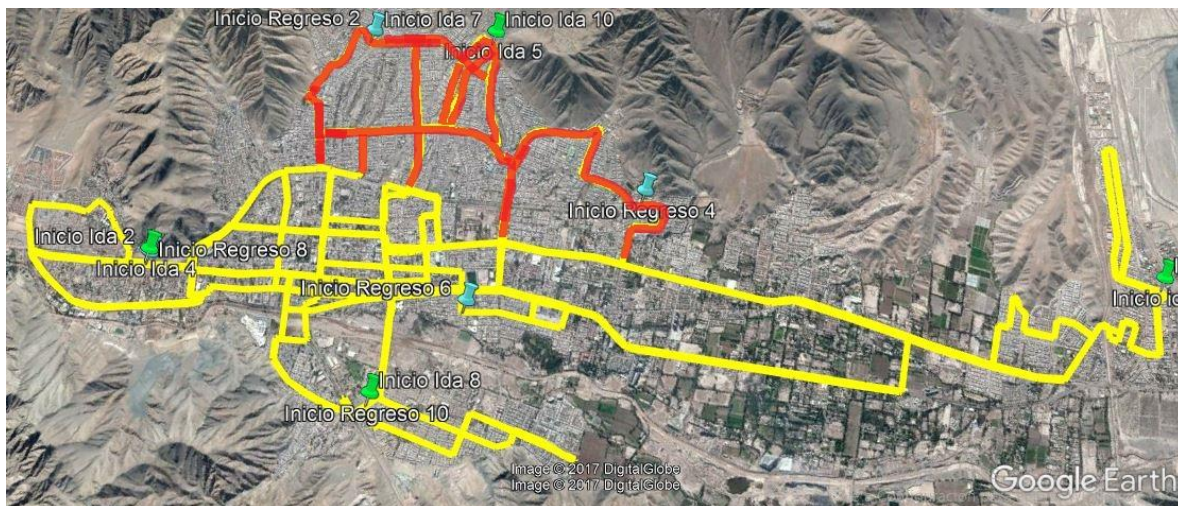 Inicio Regreso 2
Inicio Ida 7
Inicio Ida 10
Inicio Ida 5
Inicio Regreso 4
Inicio Ida 2
Inicio Regreso 8
Inicio Ida 4
Inicio Regreso 6
Inicio Ida 8
Inicio Regreso 10
Image © 2017 DigitalGlobe
Image © 2017 DigitalGlobe
Google Earth